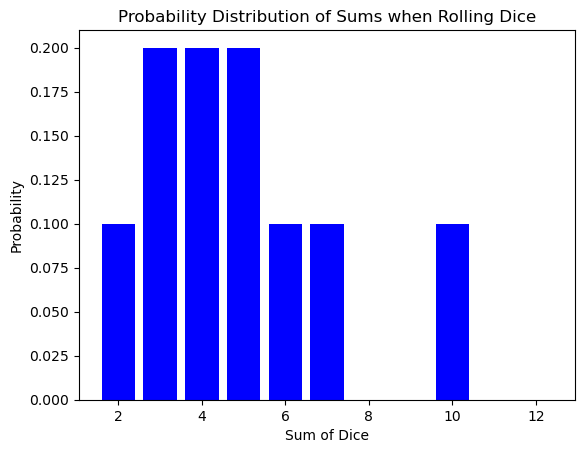 Probability Distribution of Sums when Rolling Dice
0.200
0.175
0.150
0.125
0.100
0.075
0.050
0.025
0.000
Probability
2 4 6 8 10 12
Sum of Dice